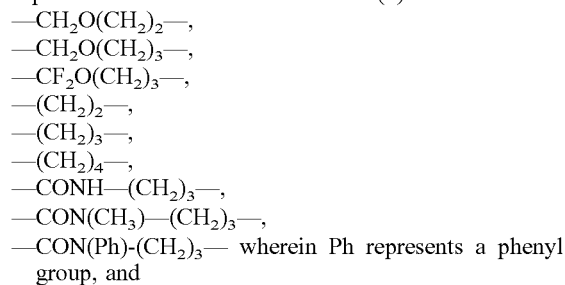 —CH₂O(CH₂)₂—,
—CH₂O(CH₂)₃—,
—CF₂O(CH₂)₃—,
—(CH₂)₂—,
—(CH₂)₃—,
—(CH₂)₄—,
—CONH—(CH₂)₃—,
—CON(CH₃)—(CH₂)₃—,
—CON(Ph)-(CH₂)₃— wherein Ph represents a phenyl
group, and